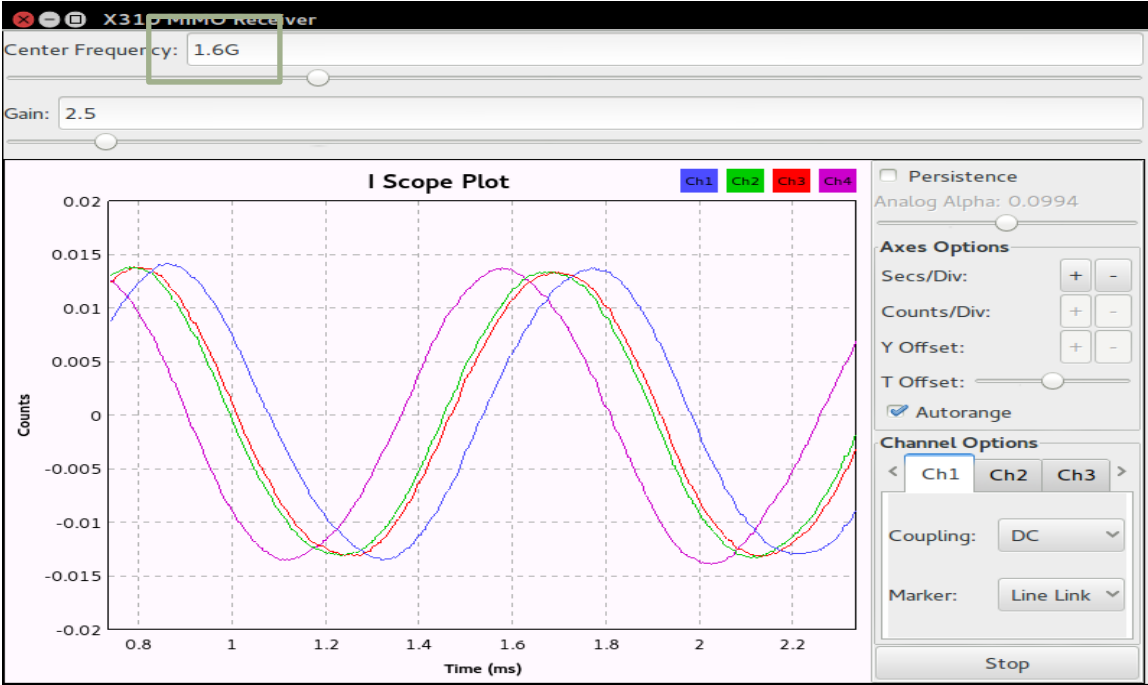 X310 MIMO Receiver
Center Frequency: 1.6G
Gain: 2.5
I Scope Plot
Ch1 Ch2 Ch3 Ch4
0.02
0.015
0.01
0.005
0
-0.005
-0.01
-0.015
-0.02
Counts
0.8 1 1.2 1.4 1.6 1.8 2 2.2
Time (ms)
Persistence
Analog Alpha: 0.0994
Axes Options
Secs/Div: + -
Counts/Div: + -
Y Offset: + -
T Offset:
Autorange
Channel Options
< Ch1 Ch2 Ch3 >
Coupling: DC
Marker: Line Link
Stop